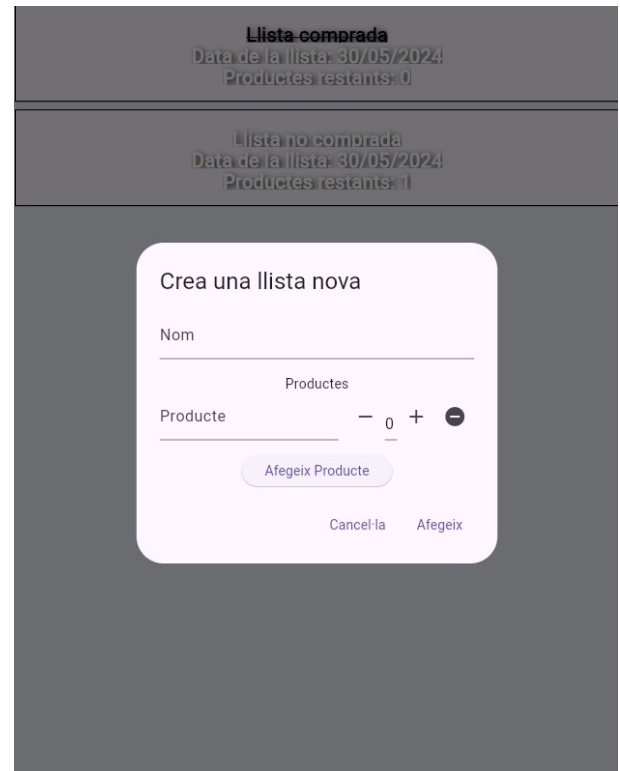 Llista comprada
Data de la llista: 30/05/2024
Productes restants: 0
Llista no comprada
Data de la llista: 30/05/2024
Productes restants: 1
Crea una llista nova
Nom
Productes
Producte
0
Afegeix Producte
Cancel·la Afegeix